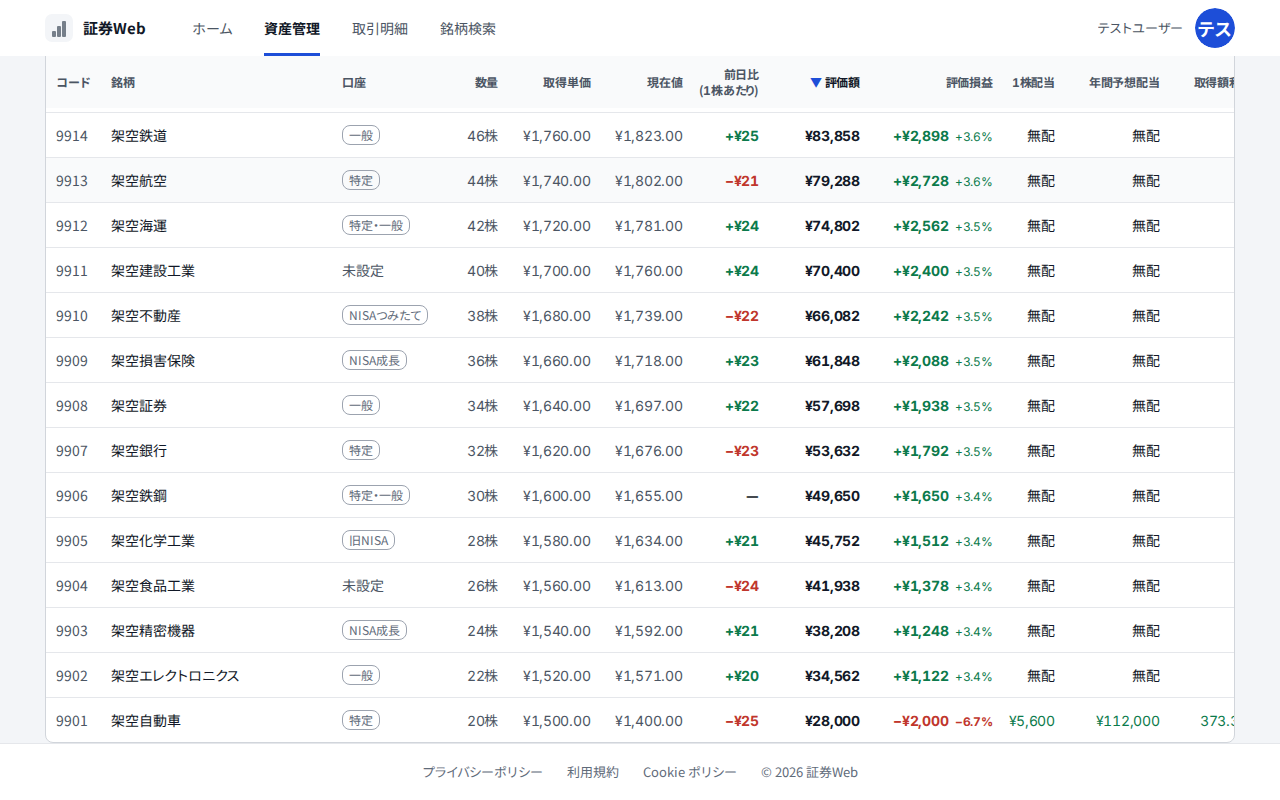 証券Web ホーム 資産管理 取引明細 銘柄検索 テストユーザー テス
コード 銘柄 口座 数量 取得単価 現在値 前日比 (1株あたり) ▼ 評価額 評価損益 1株配当 年間予想配当 取得額
9914 架空鉄道 一般 46株 ¥1,760.00 ¥1,823.00 +¥25 ¥83,858 +¥2,898 +3.6% 無配 無配
9913 架空航空 特定 44株 ¥1,740.00 ¥1,802.00 −¥21 ¥79,288 +¥2,728 +3.6% 無配 無配
9912 架空海運 特定・一般 42株 ¥1,720.00 ¥1,781.00 +¥24 ¥74,802 +¥2,562 +3.5% 無配 無配
9911 架空建設工業 未設定 40株 ¥1,700.00 ¥1,760.00 +¥24 ¥70,400 +¥2,400 +3.5% 無配 無配
9910 架空不動産 NISAつみたて 38株 ¥1,680.00 ¥1,739.00 −¥22 ¥66,082 +¥2,242 +3.5% 無配 無配
9909 架空損害保険 NISA成長 36株 ¥1,660.00 ¥1,718.00 +¥23 ¥61,848 +¥2,088 +3.5% 無配 無配
9908 架空証券 一般 34株 ¥1,640.00 ¥1,697.00 +¥22 ¥57,698 +¥1,938 +3.5% 無配 無配
9907 架空銀行 特定 32株 ¥1,620.00 ¥1,676.00 −¥23 ¥53,632 +¥1,792 +3.5% 無配 無配
9906 架空鉄鋼 特定・一般 30株 ¥1,600.00 ¥1,655.00 — ¥49,650 +¥1,650 +3.4% 無配 無配
9905 架空化学工業 旧NISA 28株 ¥1,580.00 ¥1,634.00 +¥21 ¥45,752 +¥1,512 +3.4% 無配 無配
9904 架空食品工業 未設定 26株 ¥1,560.00 ¥1,613.00 −¥24 ¥41,938 +¥1,378 +3.4% 無配 無配
9903 架空精密機器 NISA成長 24株 ¥1,540.00 ¥1,592.00 +¥21 ¥38,208 +¥1,248 +3.4% 無配 無配
9902 架空エレクトロニクス 一般 22株 ¥1,520.00 ¥1,571.00 +¥20 ¥34,562 +¥1,122 +3.4% 無配 無配
9901 架空自動車 特定 20株 ¥1,500.00 ¥1,400.00 −¥25 ¥28,000 −¥2,000 −6.7% ¥5,600 ¥112,000 373.3
プライバシーポリシー 利用規約 Cookie ポリシー © 2026 証券Web